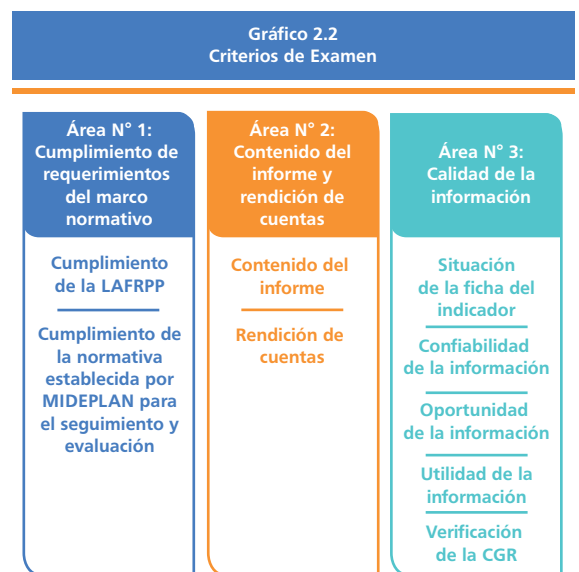 Gráfico 2.2
Criterios de Examen
Área N° 1:
Cumplimiento de
requerimientos
del marco
normativo
Cumplimiento
de la LAFRPP
Cumplimiento de
la normativa
establecida por
MIDEPLAN para
el seguimiento y
evaluación
Área N° 2:
Contenido del
informe y
rendición de
cuentas
Contenido del
informe
Rendición de
cuentas
Área N° 3:
Calidad de la
información
Situación
de la ficha del
indicador
Confiabilidad
de la información
Oportunidad
de la información
Utilidad de la
información
Verificación
de la CGR